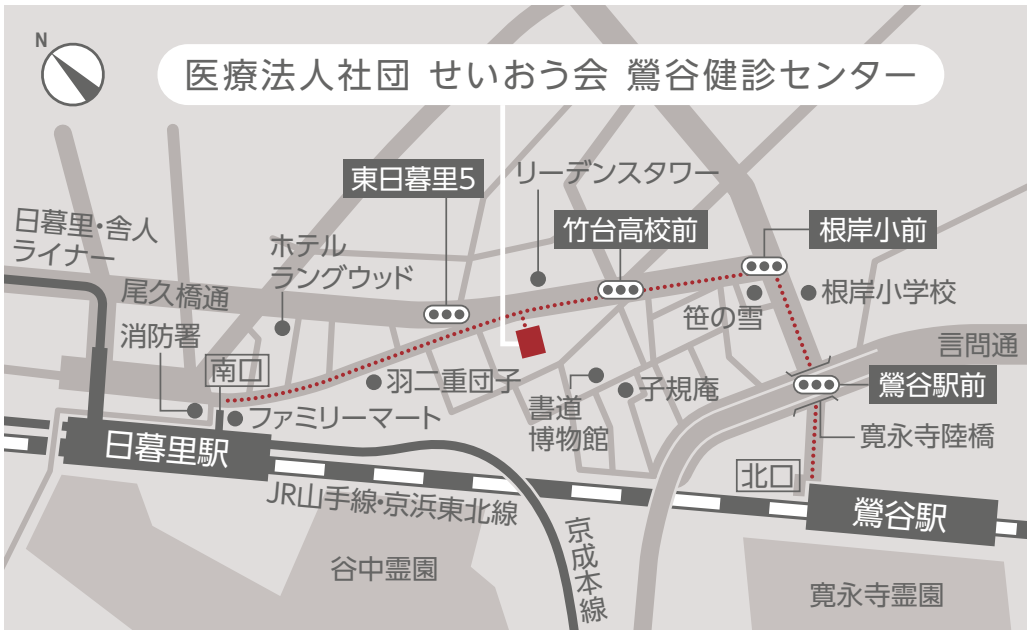 N
医療法人社団 せいおう会 鶯谷健診センター
東日暮里5
リーデンスタワー
竹台高校前
根岸小前
日暮里・舎人
ライナー
ホテル
ラングウッド
尾久橋通
消防署
南口
羽二重団子
ファミリーマート
笹の雪
根岸小学校
言問通
書道
博物館
子規庵
鶯谷駅前
寛永寺陸橋
日暮里駅
JR山手線・京浜東北線
北口
鶯谷駅
京成本線
谷中霊園
寛永寺霊園